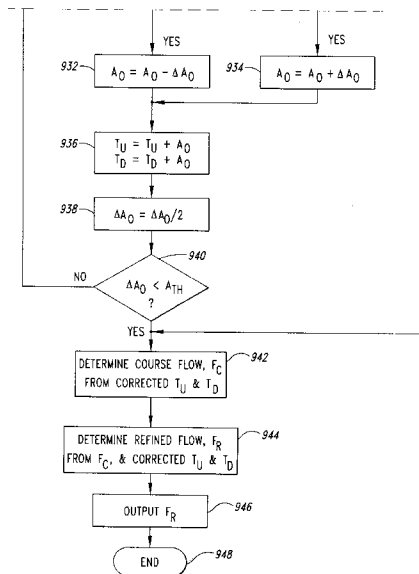 YES
YES
932
A0 = A0 - ΔA0
934
A0 = A0 + ΔA0
936
TU = TU + A0
TD = TD + A0
938
ΔA0 = ΔA0/2
940
NO
ΔA0 < ATH
?
YES
DETERMINE COURSE FLOW, FC
FROM CORRECTED TU & TD
942
DETERMINE REFINED FLOW, FR
FROM FC, & CORRECTED TU & TD
944
OUTPUT FR
946
END
948